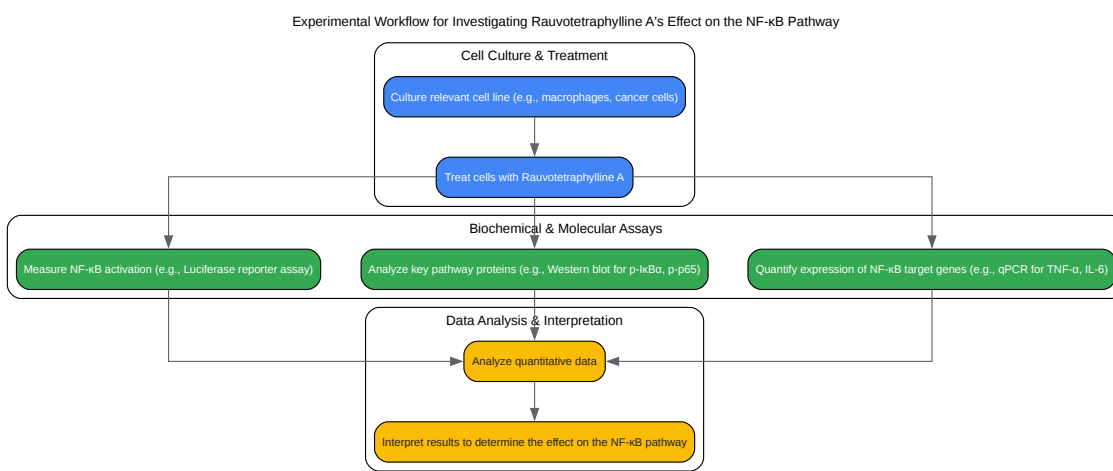 Experimental Workflow for Investigating Rauvotetraphylline A's Effect on the NF-κB Pathway
Cell Culture & Treatment
Culture relevant cell line (e.g., macrophages, cancer cells)
Treat cells with Rauvotetraphylline A
Biochemical & Molecular Assays
Measure NF-κB activation (e.g., Luciferase reporter assay)
Analyze key pathway proteins (e.g., Western blot for p-IκBα, p-p65)
Quantify expression of NF-κB target genes (e.g., qPCR for TNF-α, IL-6)
Data Analysis & Interpretation
Analyze quantitative data
Interpret results to determine the effect on the NF-κB pathway